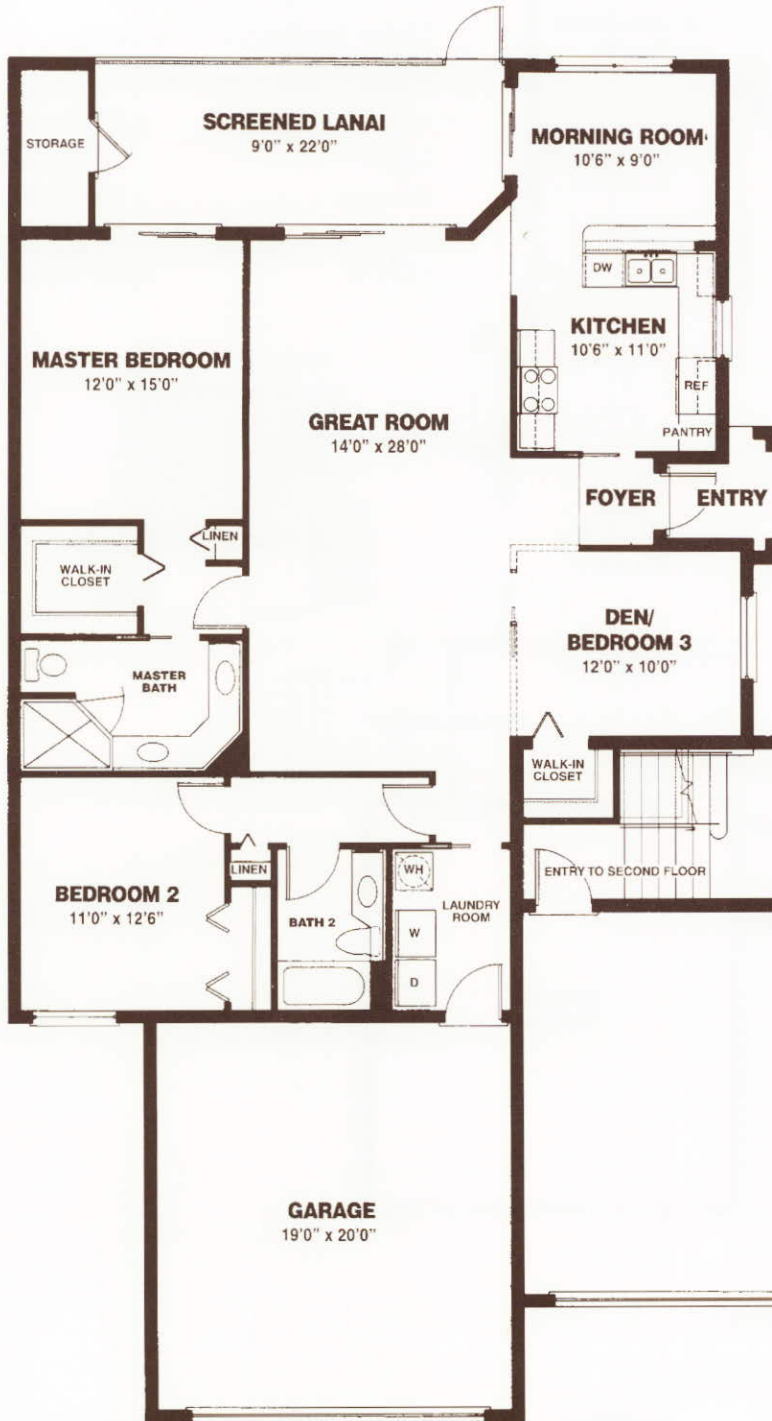 SCREENED LANAI
9'0" x 22'0"
STORAGE
MORNING ROOM
10'6" x 9'0"
DW
KITCHEN
10'6" x 11'0"
REF
PANTRY
MASTER BEDROOM
12'0" x 15'0"
GREAT ROOM
14'0" x 28'0"
FOYER
ENTRY
LINEN
WALK-IN
CLOSET
DEN/
BEDROOM 3
12'0" x 10'0"
MASTER
BATH
WALK-IN
CLOSET
LINEN
WH
ENTRY TO SECOND FLOOR
BEDROOM 2
11'0" x 12'6"
BATH 2
LAUNDRY
ROOM
W
D
GARAGE
19'0" x 20'0"